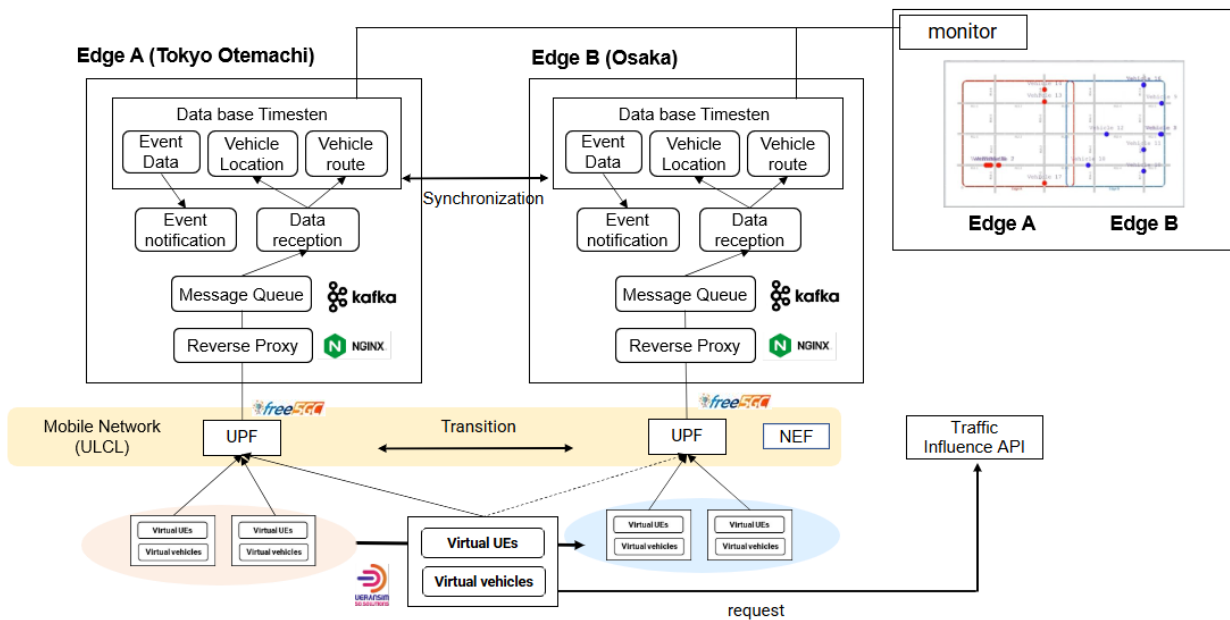 monitor
Edge A (Tokyo Otemachi)
Edge B (Osaka)
Data base Timesten
Event
Data
Vehicle
Location
Vehicle
route
Data base Timesten
Event
Data
Vehicle
Location
Vehicle
route
Synchronization
Event
notification
Data
reception
Event
notification
Data
reception
Edge A
Edge B
Message Queue
kafka
Message Queue
kafka
Reverse Proxy
NGINX
Reverse Proxy
NGINX
free5GC
free5GC
Mobile Network
(ULCL)
UPF
Transition
UPF
NEF
Traffic
Influence API
Virtual UEs
Virtual vehicles
Virtual UEs
Virtual vehicles
Virtual UEs
Virtual vehicles
Virtual UEs
Virtual vehicles
Virtual UEs
Virtual vehicles
UERANSIM
request